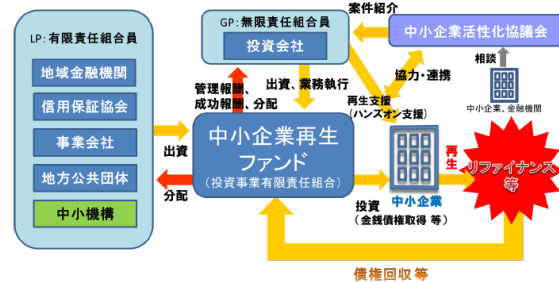 LP:有限責任組合員
地域金融機関
信用保証協会
事業会社
地方公共団体
中小機構
GP:無限責任組合員
投資会社
案件紹介
中小企業活性化協議会
相談
中小企業、金融機関
協力・連携
管理報酬、
成功報酬、分配
出資、業務執行
再生支援
(ハンズオン支援)
出資
分配
中小企業再生
ファンド
(投資事業有限責任組合)
中小企業
投資
(金銭債権取得 等)
再生
リファイナンス
等
債権回収 等